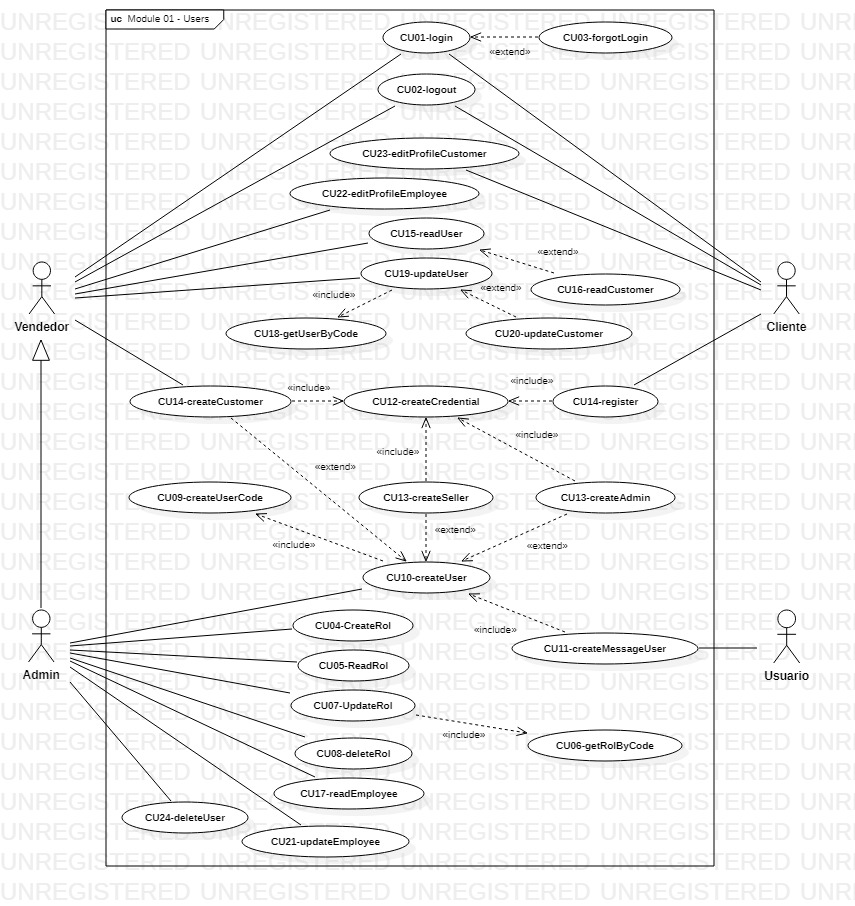 uc Module 01 - Users
CU01-login
CU03-forgotLogin
«extend»
CU02-logout
CU23-editProfileCustomer
CU22-editProfileEmployee
CU15-readUser
«extend»
CU19-updateUser
«extend»
CU16-readCustomer
«include»
Vendedor
Cliente
CU18-getUserByCode
CU20-updateCustomer
«include»
«include»
CU14-createCustomer
CU12-createCredential
CU14-register
«include»
«include»
«extend»
CU09-createUserCode
CU13-createSeller
CU13-createAdmin
«extend»
«include»
«extend»
CU10-createUser
CU04-CreateRol
«include»
CU11-createMessageUser
CU05-ReadRol
Admin
Usuario
CU07-UpdateRol
«include»
CU06-getRolByCode
CU08-deleteRol
CU17-readEmployee
CU24-deleteUser
CU21-updateEmployee
UNREGISTERED